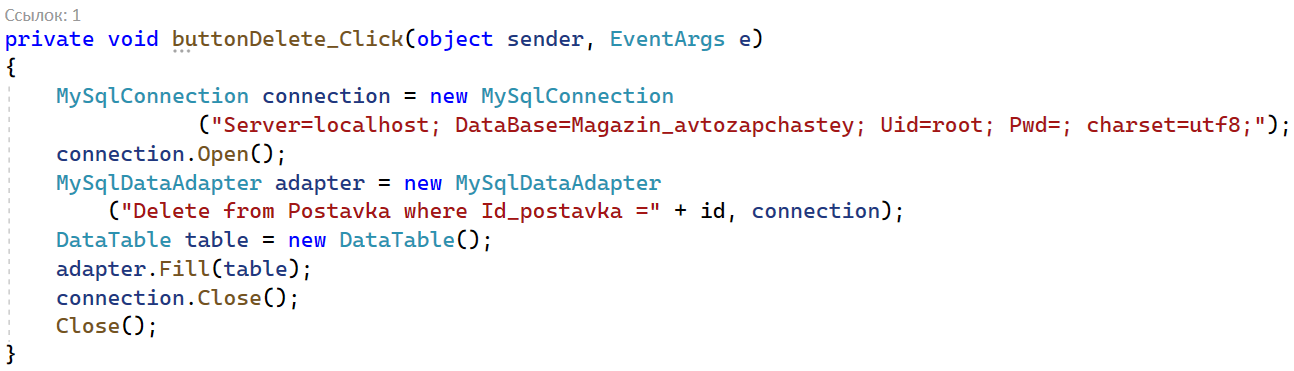 Ссылок: 1
private void buttonDelete_Click(object sender, EventArgs e)
{
    MySqlConnection connection = new MySqlConnection
               ("Server=localhost; DataBase=Magazin_avtozapchastey; Uid=root; Pwd=; charset=utf8;");
    connection.Open();
    MySqlDataAdapter adapter = new MySqlDataAdapter
        ("Delete from Postavka where Id_postavka =" + id, connection);
    DataTable table = new DataTable();
    adapter.Fill(table);
    connection.Close();
    Close();
}